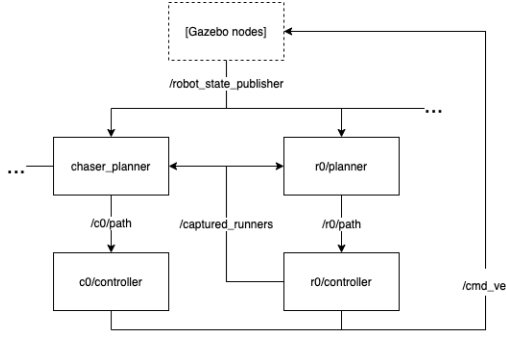 [Gazebo nodes]
/robot_state_publisher
...
...
chaser_planner
r0/planner
/c0/path
/captured_runners
/r0/path
c0/controller
r0/controller
/cmd_ve